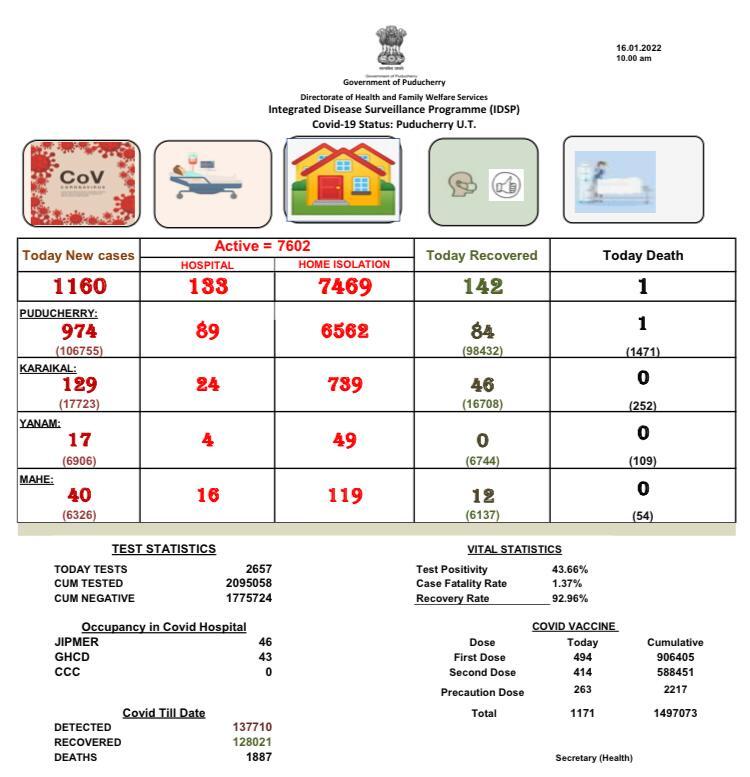 16.01.2022
10.00 am
सत्यमेव जयते
Government of Puducherry
Government of Puducherry
Directorate of Health and Family Welfare Services
Integrated Disease Surveillance Programme (IDSP)
Covid-19 Status: Puducherry U.T.
CoV
CORONAVIRUS
Today New cases Active = 7602 Today Recovered Today Death
HOSPITAL HOME ISOLATION
1160 133 7469 142 1
PUDUCHERRY:
974 89 6562 84 1
(106755) (98432) (1471)
KARAIKAL:
129 24 739 46 0
(17723) (16708) (252)
YANAM:
17 4 49 0 0
(6906) (6744) (109)
MAHE:
40 16 119 12 0
(6326) (6137) (54)
TEST STATISTICS
TODAY TESTS 2657
CUM TESTED 2095058
CUM NEGATIVE 1775724
VITAL STATISTICS
Test Positivity 43.66%
Case Fatality Rate 1.37%
Recovery Rate 92.96%
Occupancy in Covid Hospital
JIPMER 46
GHCD 43
CCC 0
COVID VACCINE
Dose Today Cumulative
First Dose 494 906405
Second Dose 414 588451
Precaution Dose 263 2217
Total 1171 1497073
Covid Till Date
DETECTED 137710
RECOVERED 128021
DEATHS 1887
Secretary (Health)